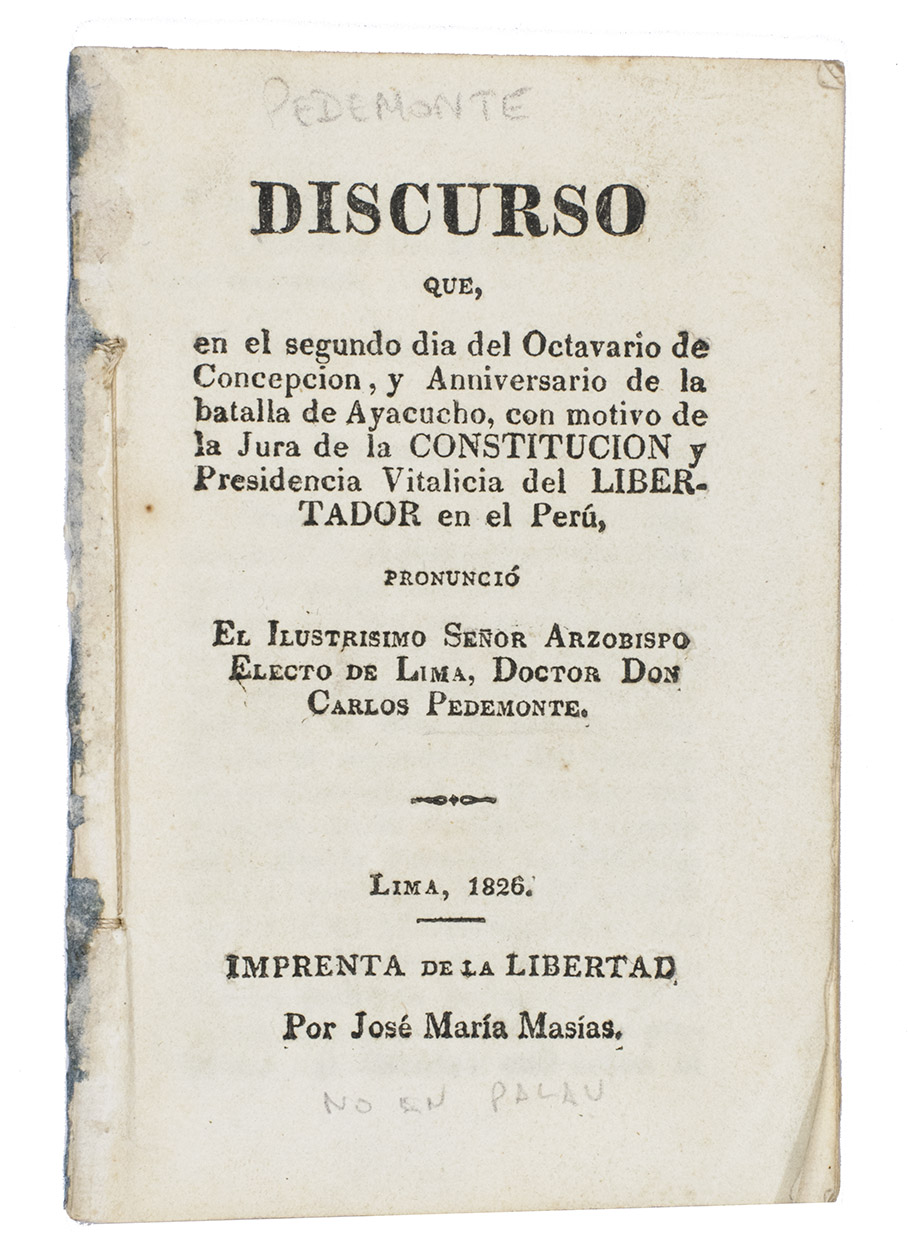 PEDEMONTE
DISCURSO
QUE,
en el segundo dia del Octavario de
Concepcion, y Anniversario de la
batalla de Ayacucho, con motivo de
la Jura de la CONSTITUCION y
Presidencia Vitalicia del LIBER-
TADOR en el Perú,
PRONUNCIÓ
EL ILUSTRISIMO SEÑOR ARZOBISPO
ELECTO DE LIMA, DOCTOR DON
CARLOS PEDEMONTE.
LIMA, 1826.
IMPRENTA DE LA LIBERTAD
Por José María Masías.
NO EN PALAU